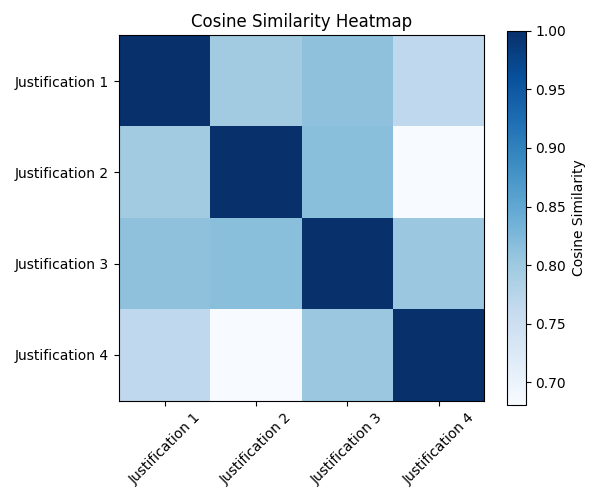 Cosine Similarity Heatmap
Justification 1
Justification 2
Justification 3
Justification 4
Justification 1
Justification 2
Justification 3
Justification 4
1.00
0.95
0.90
0.85
0.80
0.75
0.70
Cosine Similarity